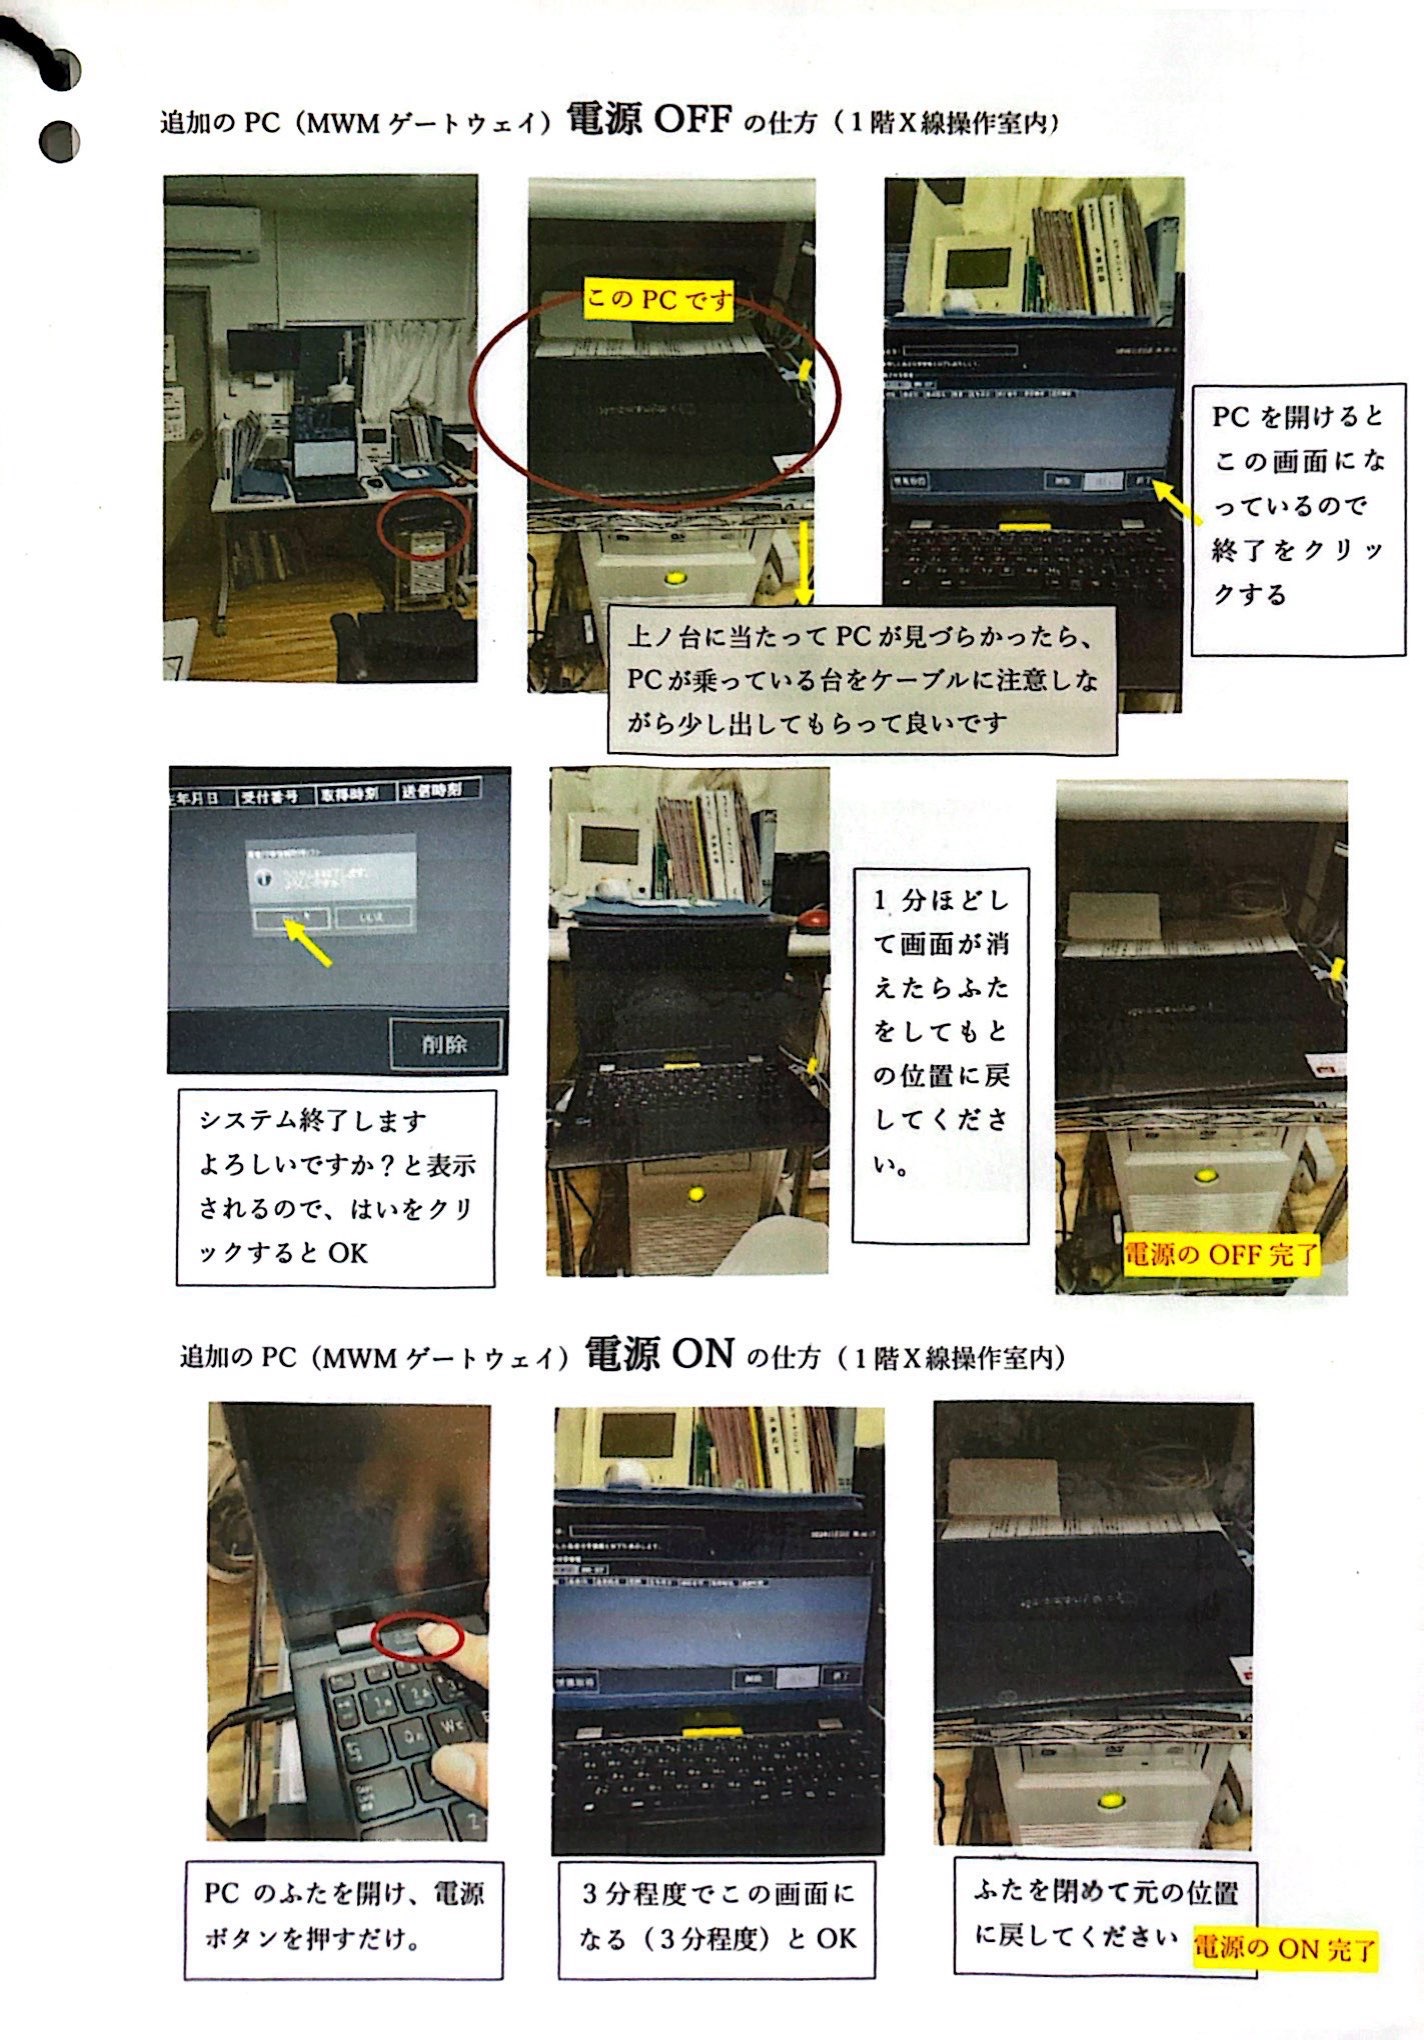 追加の PC（MWM ゲートウェイ）電源 OFF の仕方（１階X線操作室内）
この PC です
PC を開けると
この画面にな
っているので
終了をクリッ
クする
上ノ台に当たって PC が見づらかったら、
PC が乗っている台をケーブルに注意しな
がら少し出してもらって良いです
年月日 受付番号 取得時刻 送信時刻
いいえ
削除
システム終了します
よろしいですか？と表示
されるので、はいをクリ
ックすると OK
1 分ほどし
て画面が消
えたらふた
をしてもと
の位置に戻
してくださ
い。
電源の OFF 完了
追加の PC（MWM ゲートウェイ）電源 ON の仕方（１階X線操作室内）
削除 終了
PC のふたを開け、電源
ボタンを押すだけ。
３分程度でこの画面に
なる（３分程度）と OK
ふたを閉めて元の位置
に戻してください
電源の ON 完了